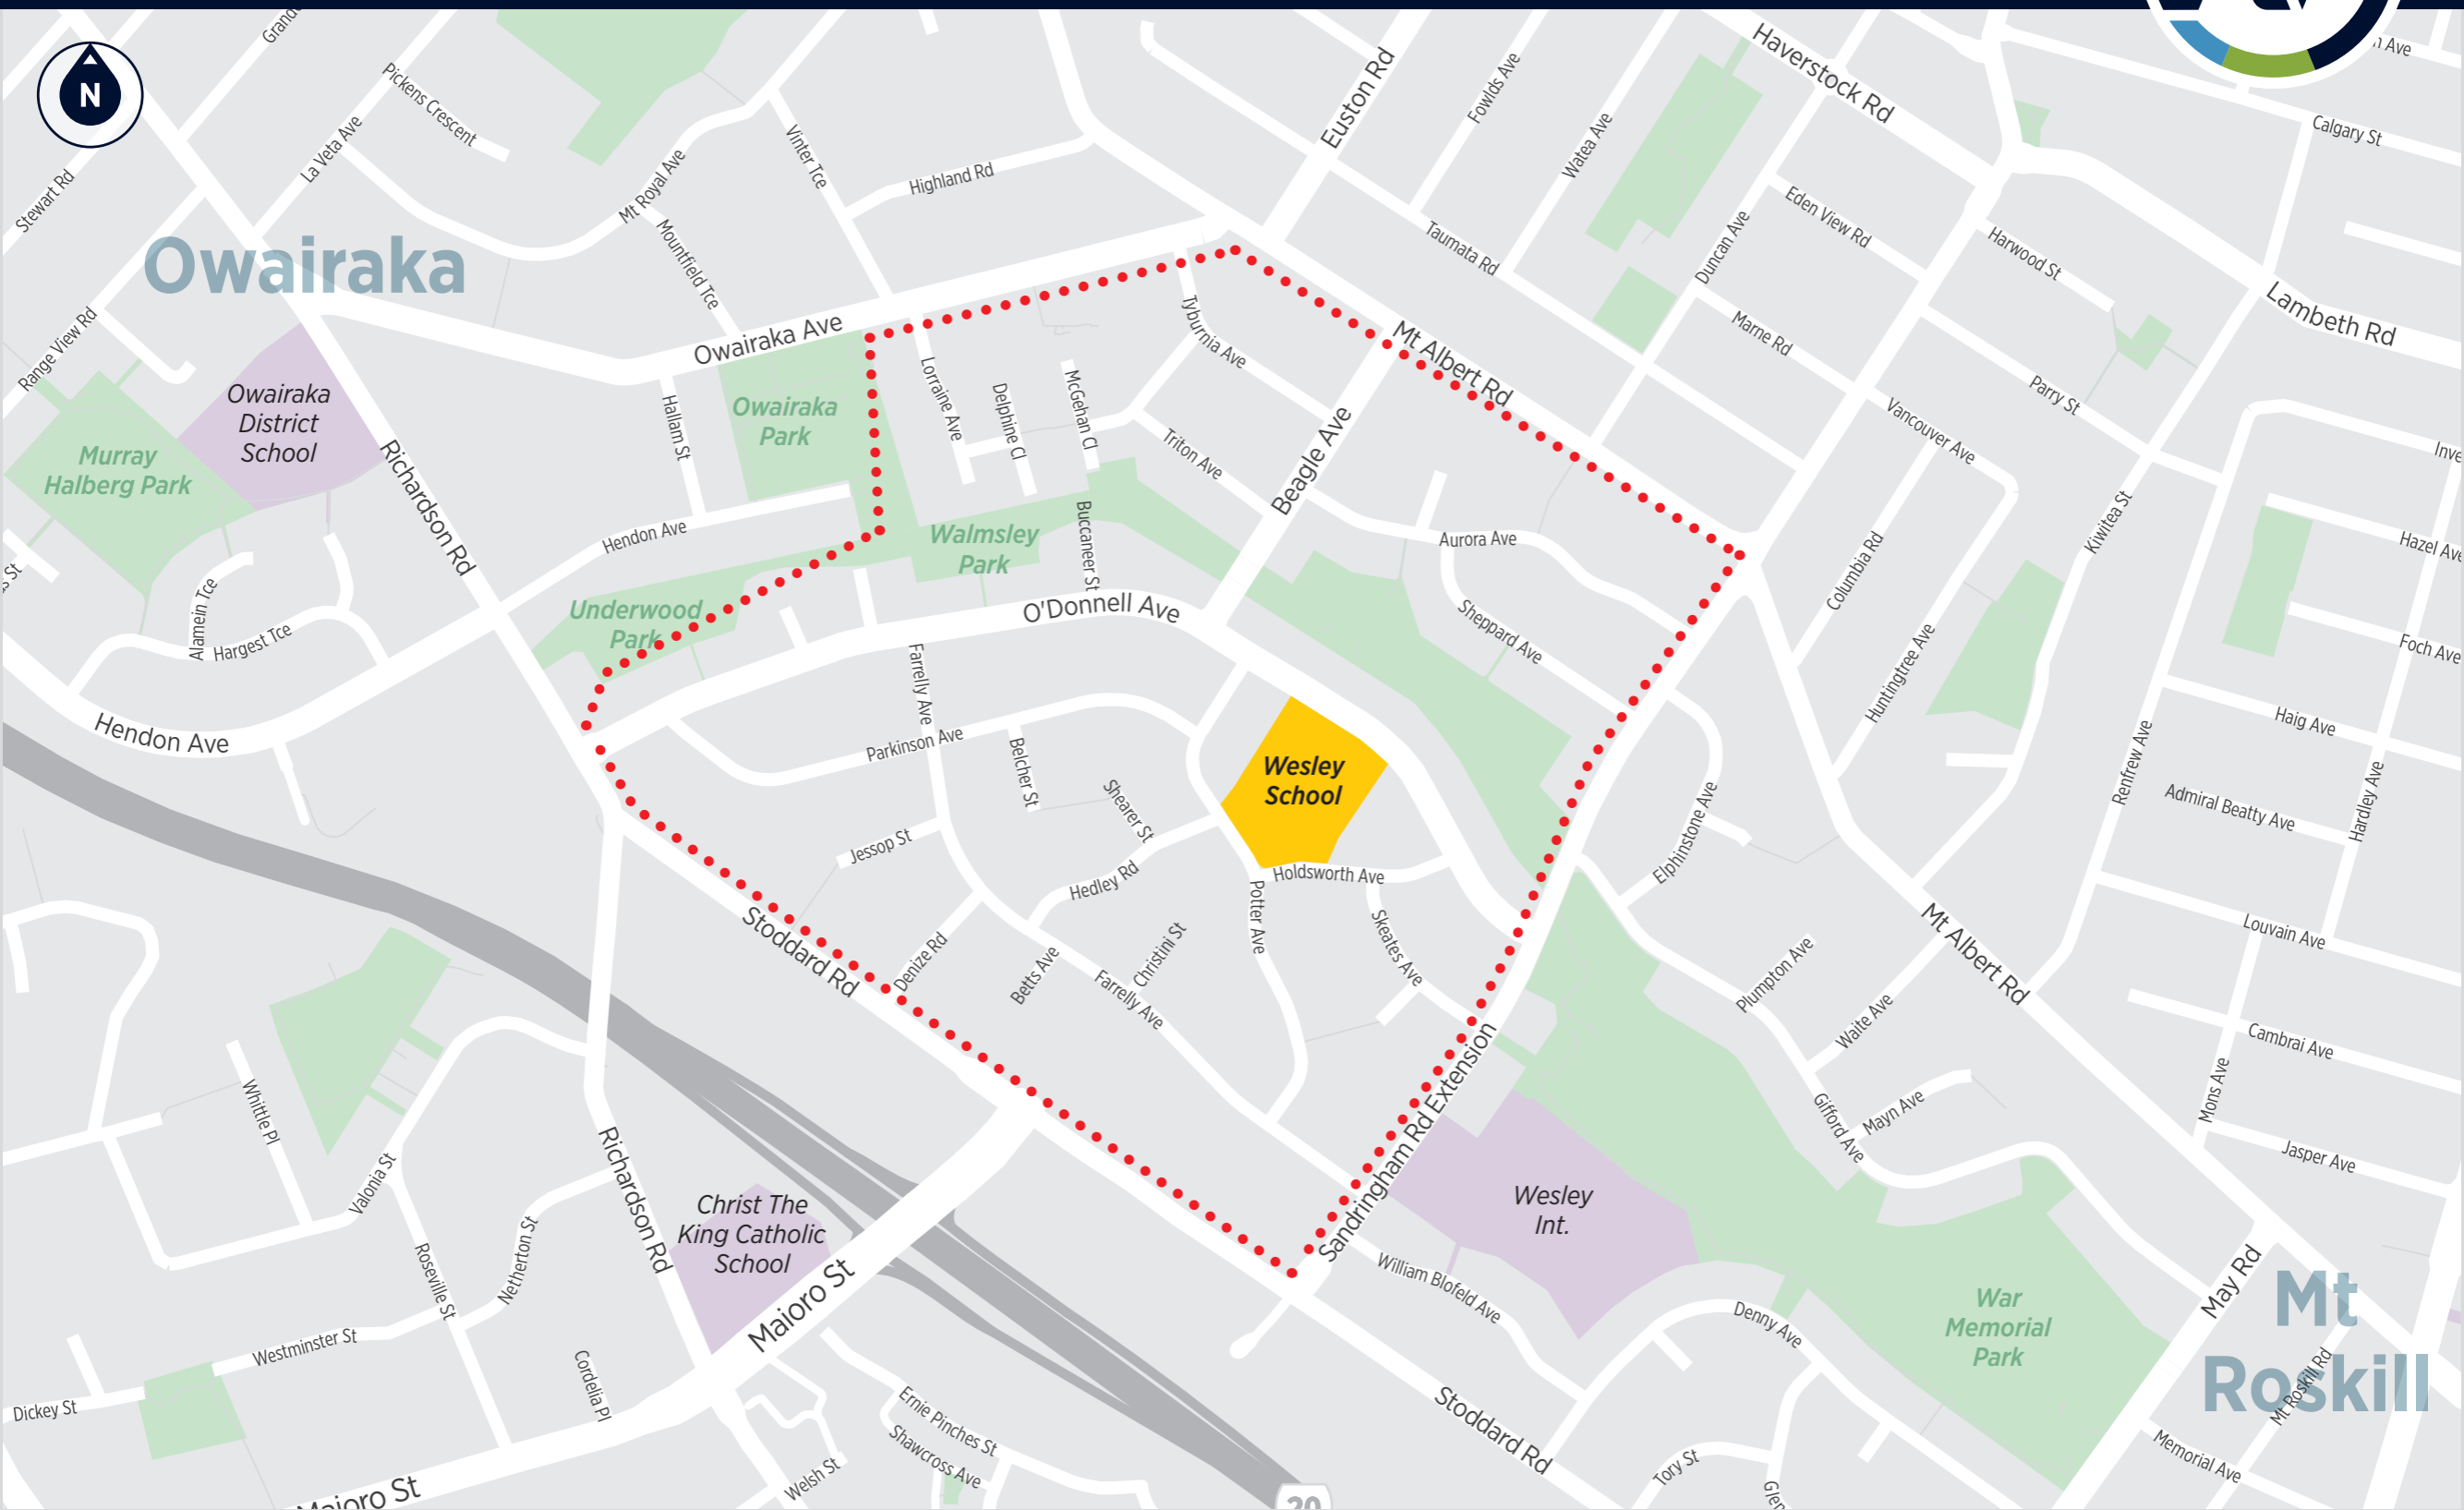 N
Pickens Crescent
La Veta Ave
Stewart Rd
Owairaka
Range View Rd
Mt Royal Ave
Mountfield Tce
Vinter Tce
Highland Rd
Euston Rd
Fowlds Ave
Watea Ave
Haverstock Rd
Calgary St
Taumata Rd
Duncan Ave
Eden View Rd
Harwood St
Lambeth Rd
Owairaka Ave
Tyburnia Ave
Mt Albert Rd
Marne Rd
Vancouver Ave
Parry St
Owairaka
District
School
Murray
Halberg Park
Richardson Rd
Hallam St
Owairaka
Park
Lorraine Ave
Delphine Cl
McGehan Cl
Triton Ave
Beagle Ave
Hendon Ave
Walmsley
Park
Buccaneer St
Aurora Ave
Sheppard Ave
Columbia Rd
Kiwitea St
Hazel Ave
Foch Ave
Alamein Tce
Hargest Tce
Underwood
Park
O'Donnell Ave
Huntingtree Ave
Haig Ave
Renfrew Ave
Hendon Ave
Farrelly Ave
Parkinson Ave
Belcher St
Shearer St
Wesley
School
Elphinstone Ave
Admiral Beatty Ave
Hardley Ave
Jessop St
Hedley Rd
Holdsworth Ave
Potter Ave
Skeates Ave
Mt Albert Rd
Louvain Ave
Stoddard Rd
Denize Rd
Betts Ave
Christini St
Farrelly Ave
Plumpton Ave
Waite Ave
Cambrai Ave
Mons Ave
Whittle Pl
Sandringham Rd Extension
Gifford Ave
Mayn Ave
Jasper Ave
Valonia St
Richardson Rd
Christ The
King Catholic
School
Wesley
Int.
Roseville St
Netherton St
Maioro St
William Blofeld Ave
Denny Ave
War
Memorial
Park
May Rd
Mt
Roskill
Mt Roskill Rd
Westminster St
Dickey St
Cordelia Pl
Ernie Pinches St
Shawcross Ave
Welsh St
Stoddard Rd
Tory St
Memorial Ave
Maioro St
20